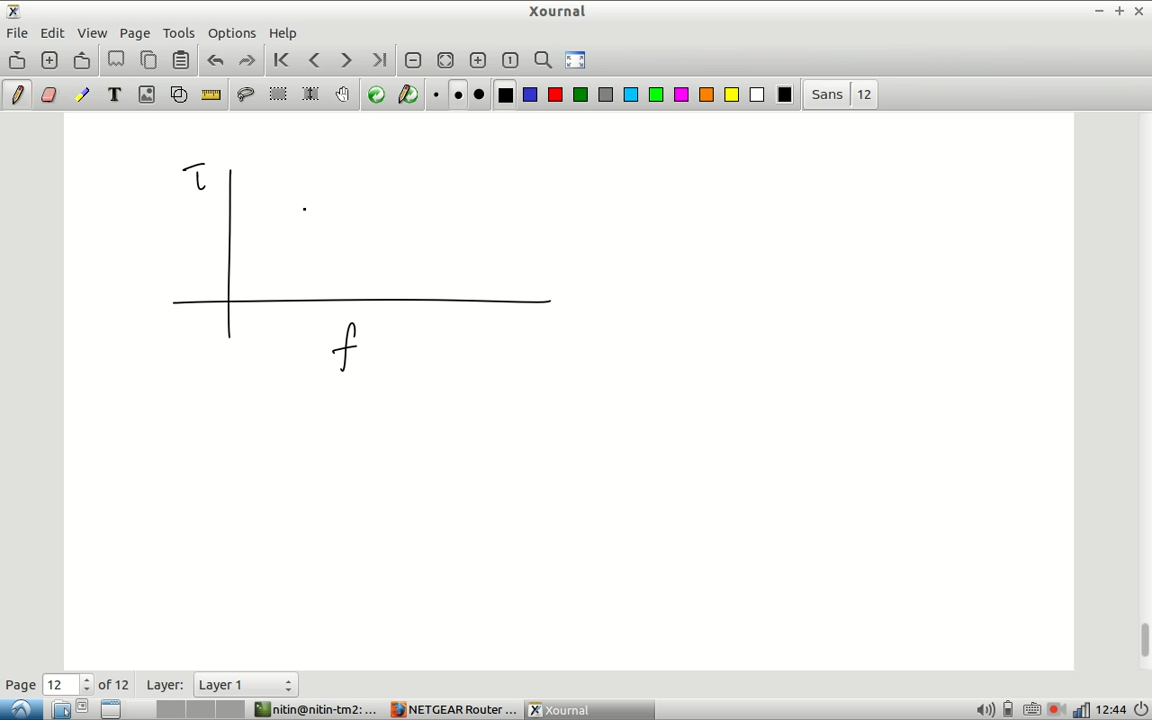 Xournal
File Edit View Page Tools Options Help
Sans 12
τ
f
Page 12 of 12 Layer: Layer 1
nitin@nitin-tm2: ... NETGEAR Router ... Xournal 12:44